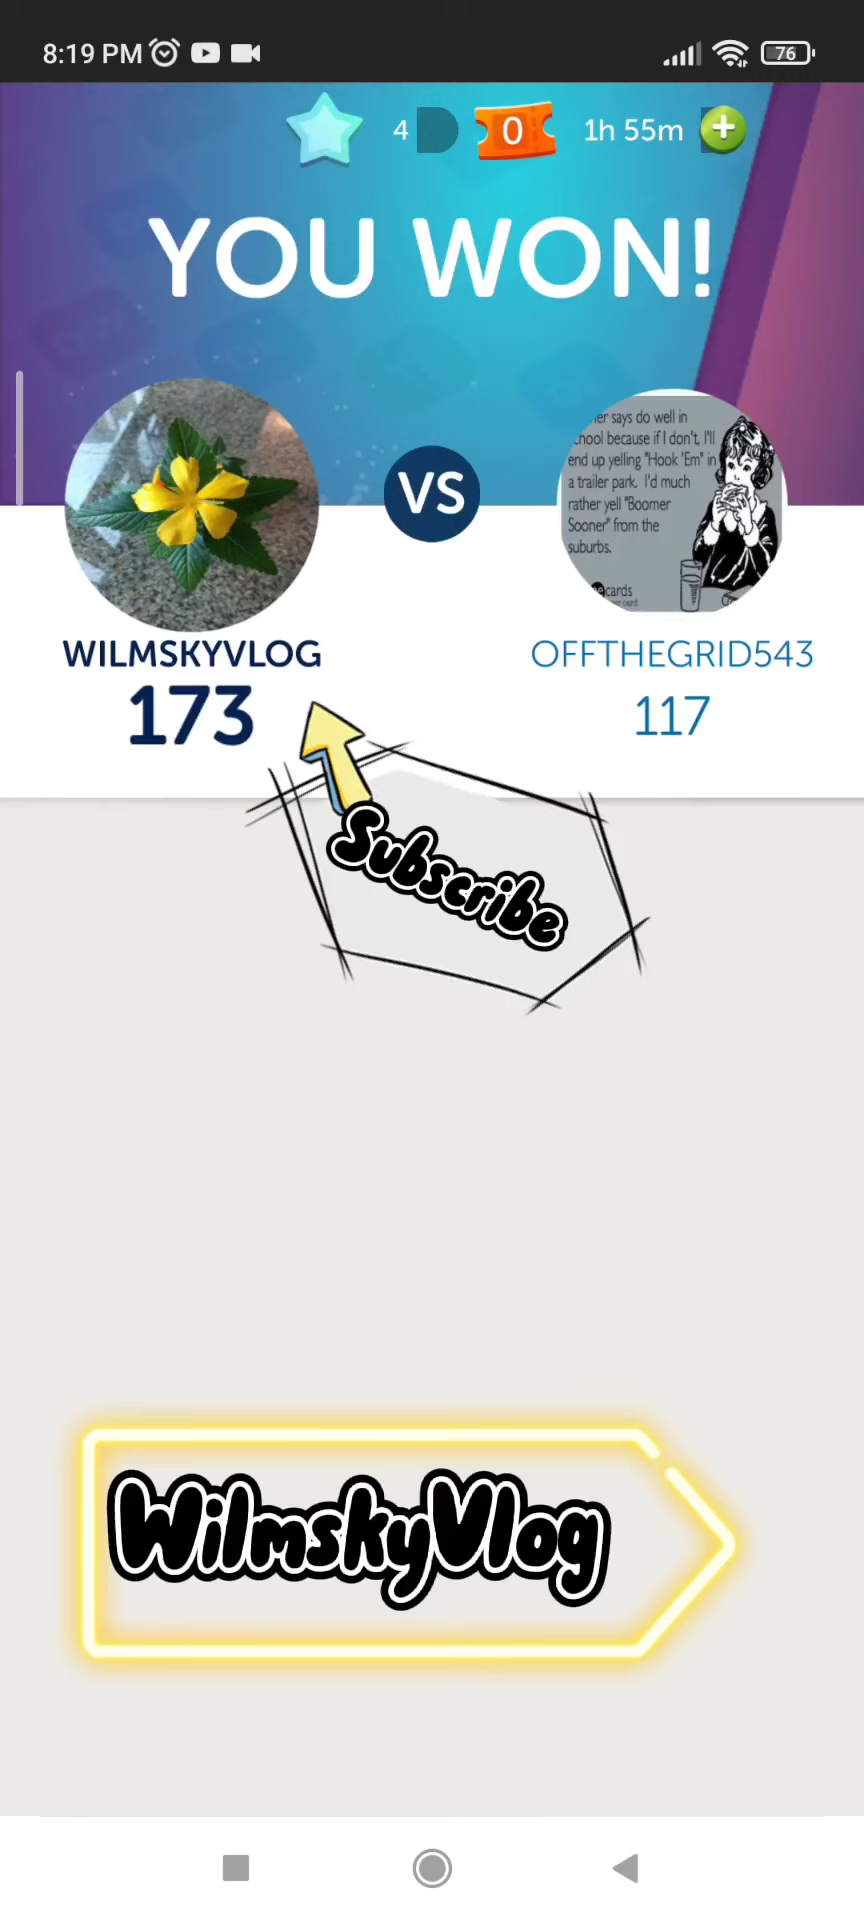 8:19 PM 76
4 0 1h 55m +
YOU WON!
says do well in
because if I don't, I'll
end up yelling "Hook 'Em" in
a trailer park. I'd much
rather yell "Boomer
Sooner" from the
suburbs.
cards
VS
WILMSKYVLOG OFFTHEGRID543
173 117
Subscribe
WilmskyVlog